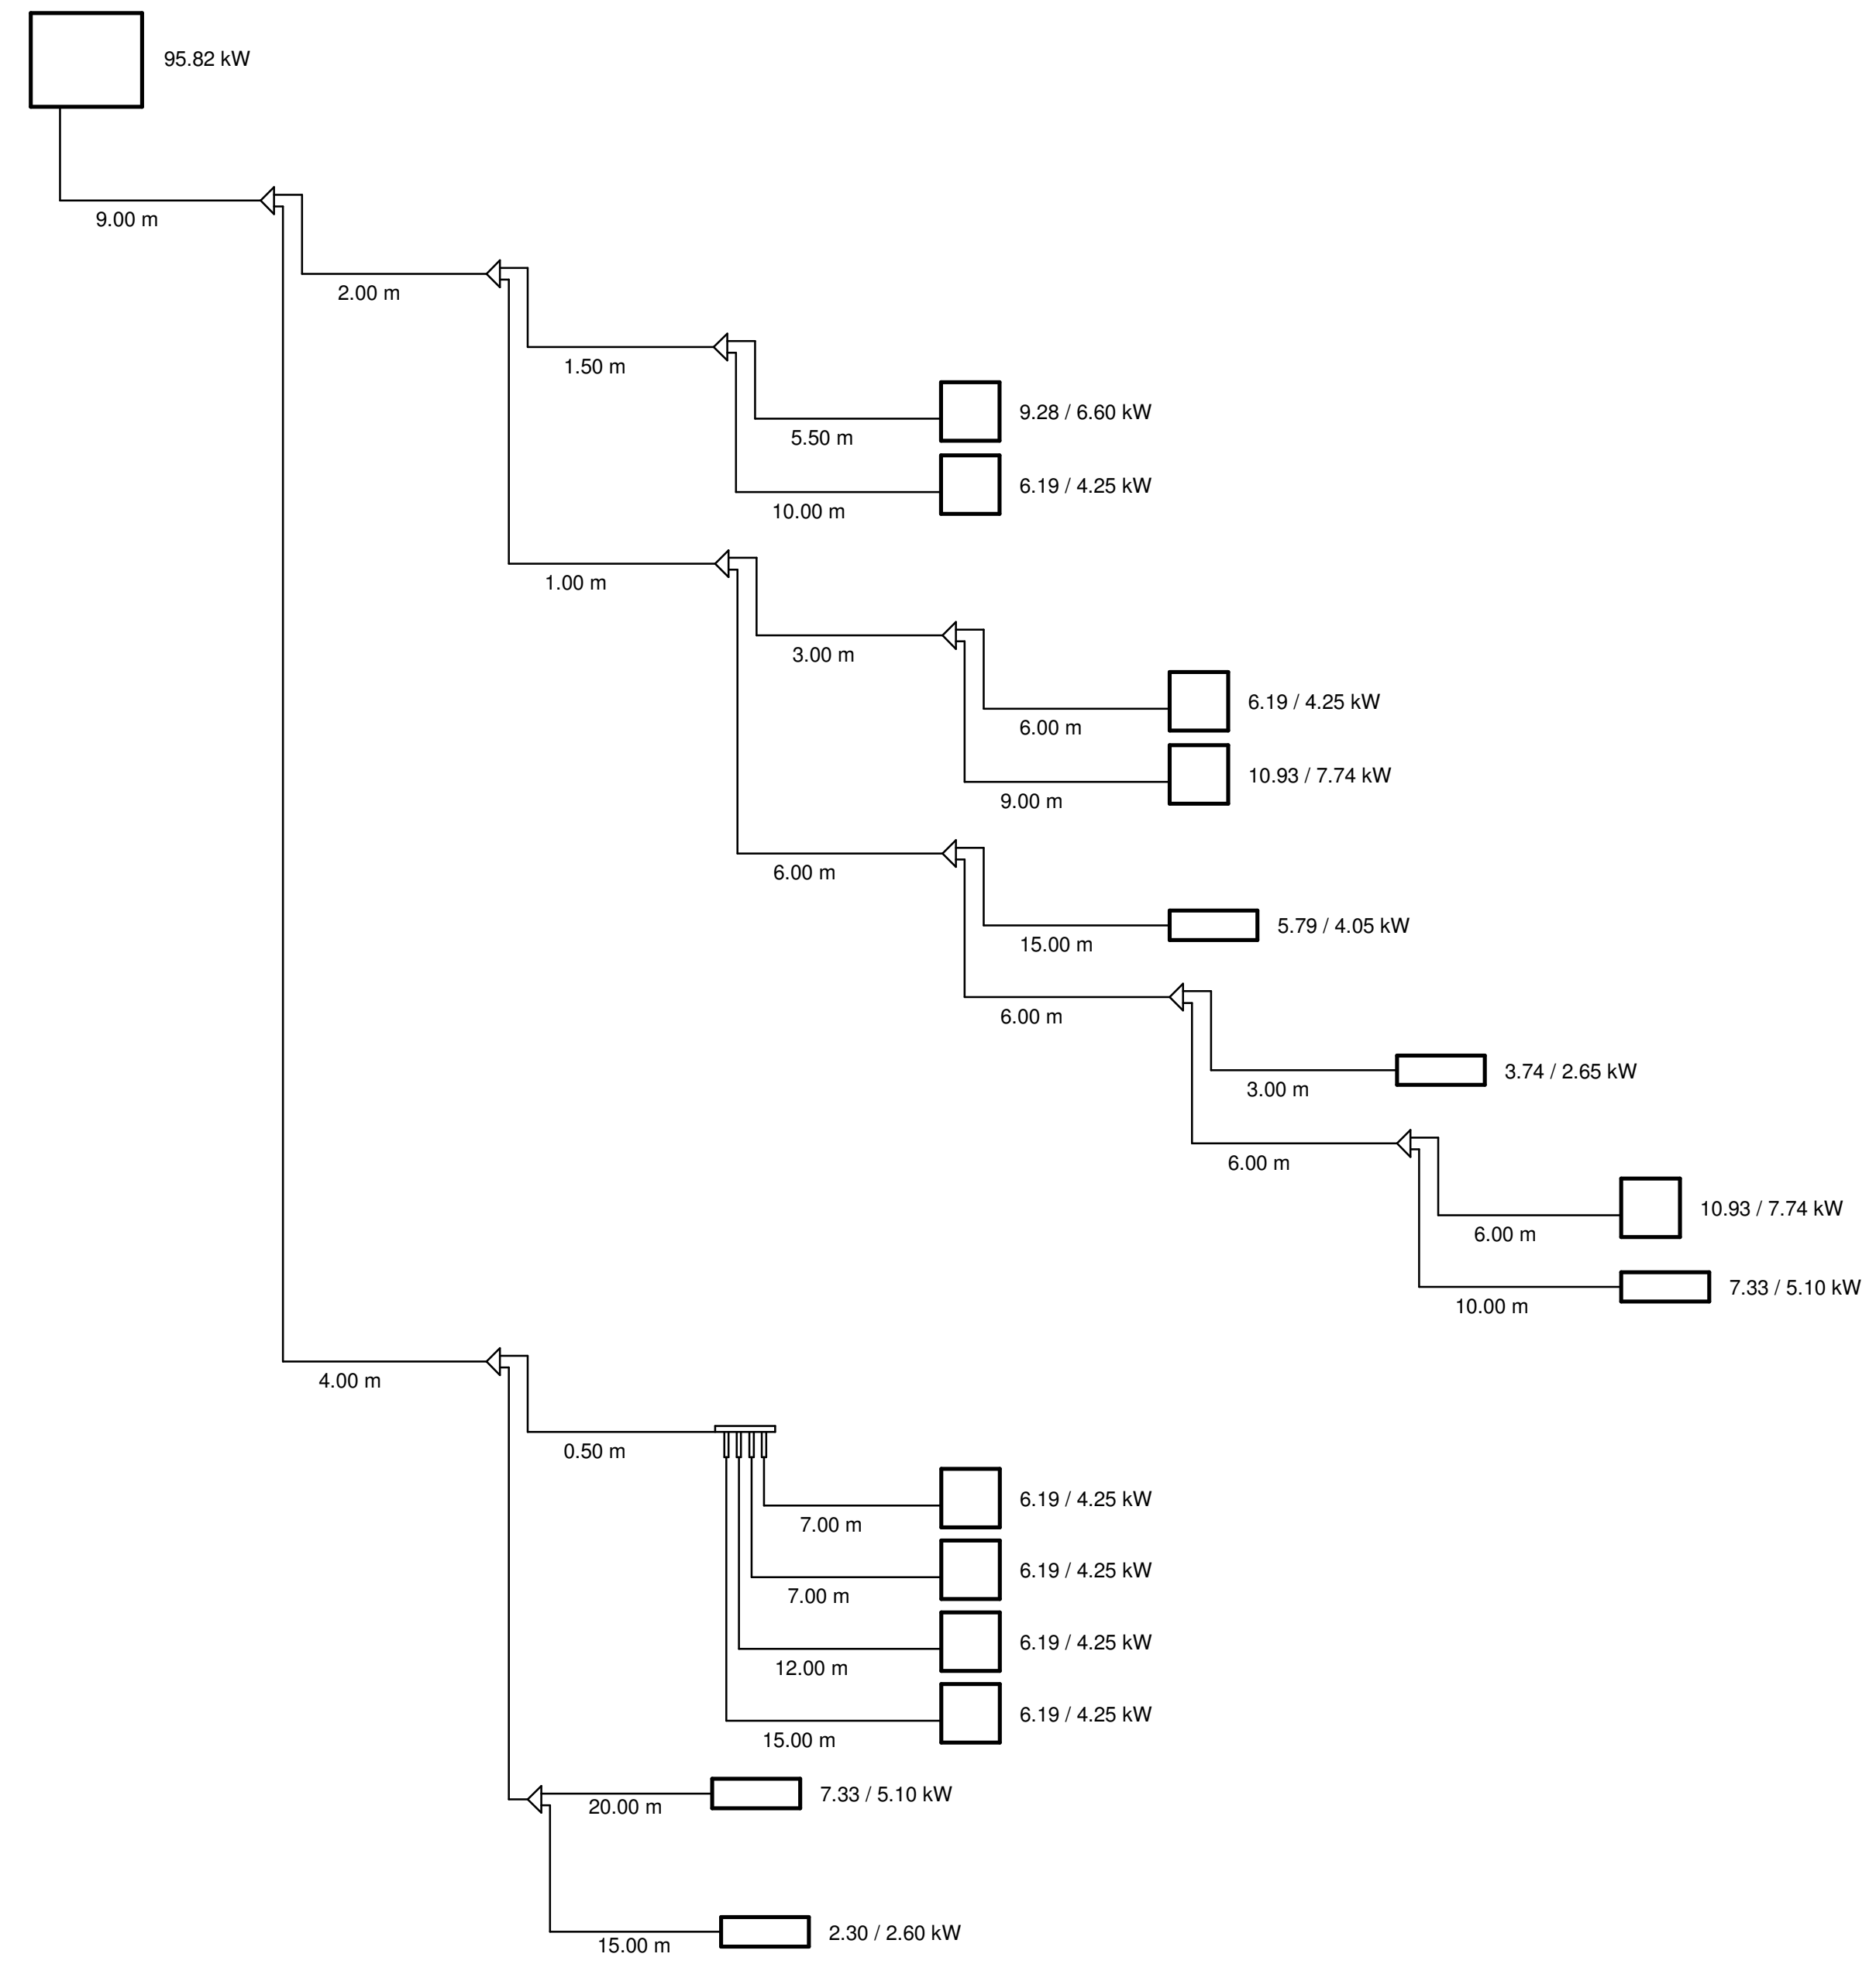 95.82 kW
9.00 m
2.00 m
1.50 m
9.28 / 6.60 kW
5.50 m
6.19 / 4.25 kW
10.00 m
1.00 m
3.00 m
6.19 / 4.25 kW
6.00 m
10.93 / 7.74 kW
9.00 m
6.00 m
5.79 / 4.05 kW
15.00 m
6.00 m
3.74 / 2.65 kW
3.00 m
6.00 m
10.93 / 7.74 kW
6.00 m
7.33 / 5.10 kW
10.00 m
4.00 m
0.50 m
6.19 / 4.25 kW
7.00 m
6.19 / 4.25 kW
7.00 m
6.19 / 4.25 kW
12.00 m
6.19 / 4.25 kW
15.00 m
7.33 / 5.10 kW
20.00 m
2.30 / 2.60 kW
15.00 m